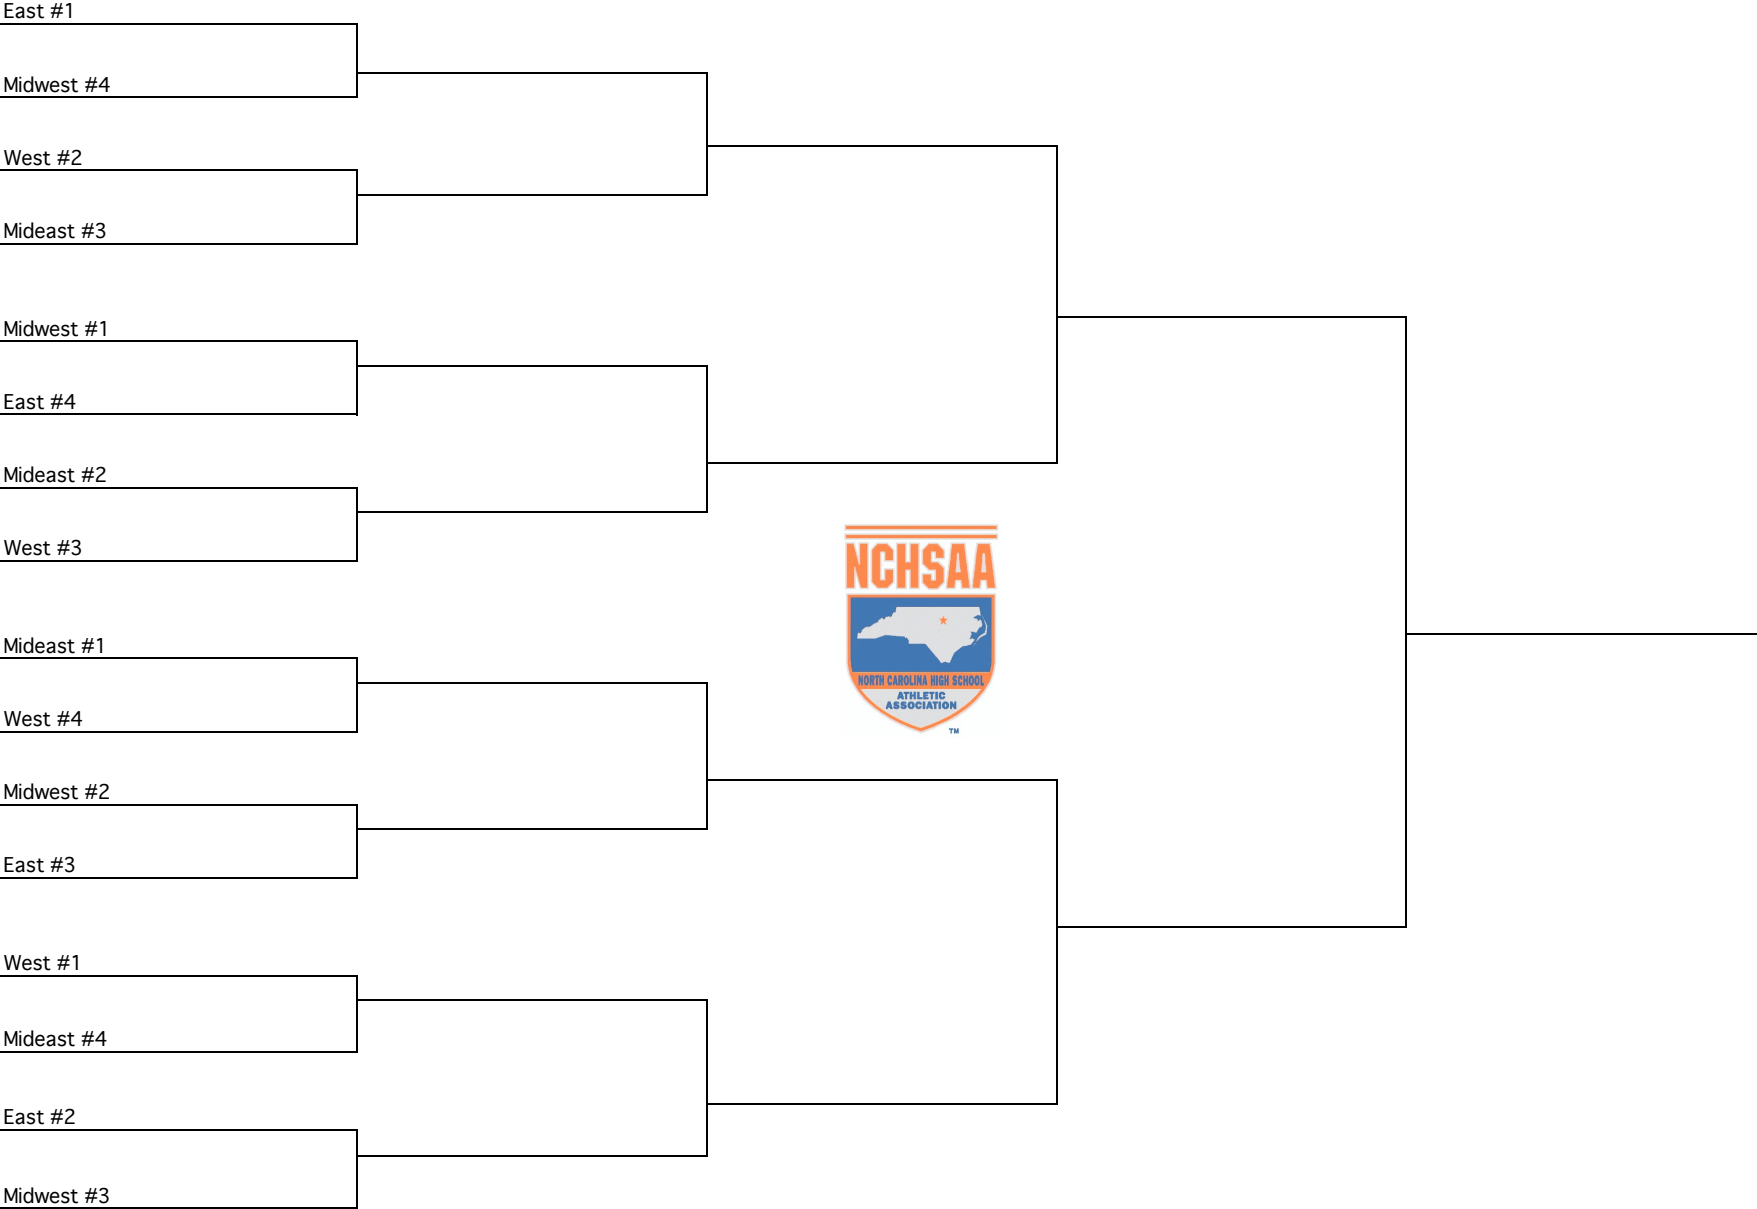 East #1
Midwest #4
West #2
Mideast #3
Midwest #1
East #4
Mideast #2
West #3
NCHSAA
NORTH CAROLINA HIGH SCHOOL
ATHLETIC
ASSOCIATION
TM
Mideast #1
West #4
Midwest #2
East #3
West #1
Mideast #4
East #2
Midwest #3